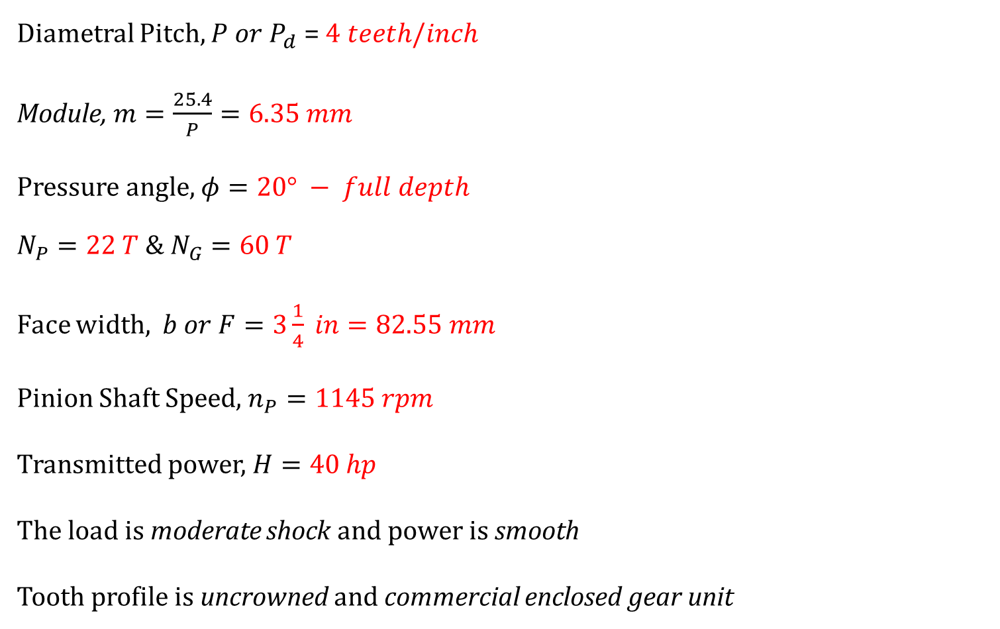 Diametral Pitch, P or P_d = 4 teeth/inch
Module, m = 25.4/P = 6.35 mm
Pressure angle, ϕ = 20° − full depth
N_P = 22 T & N_G = 60 T
Face width, b or F = 3 1/4 in = 82.55 mm
Pinion Shaft Speed, n_P = 1145 rpm
Transmitted power, H = 40 hp
The load is moderate shock and power is smooth
Tooth profile is uncrowned and commercial enclosed gear unit